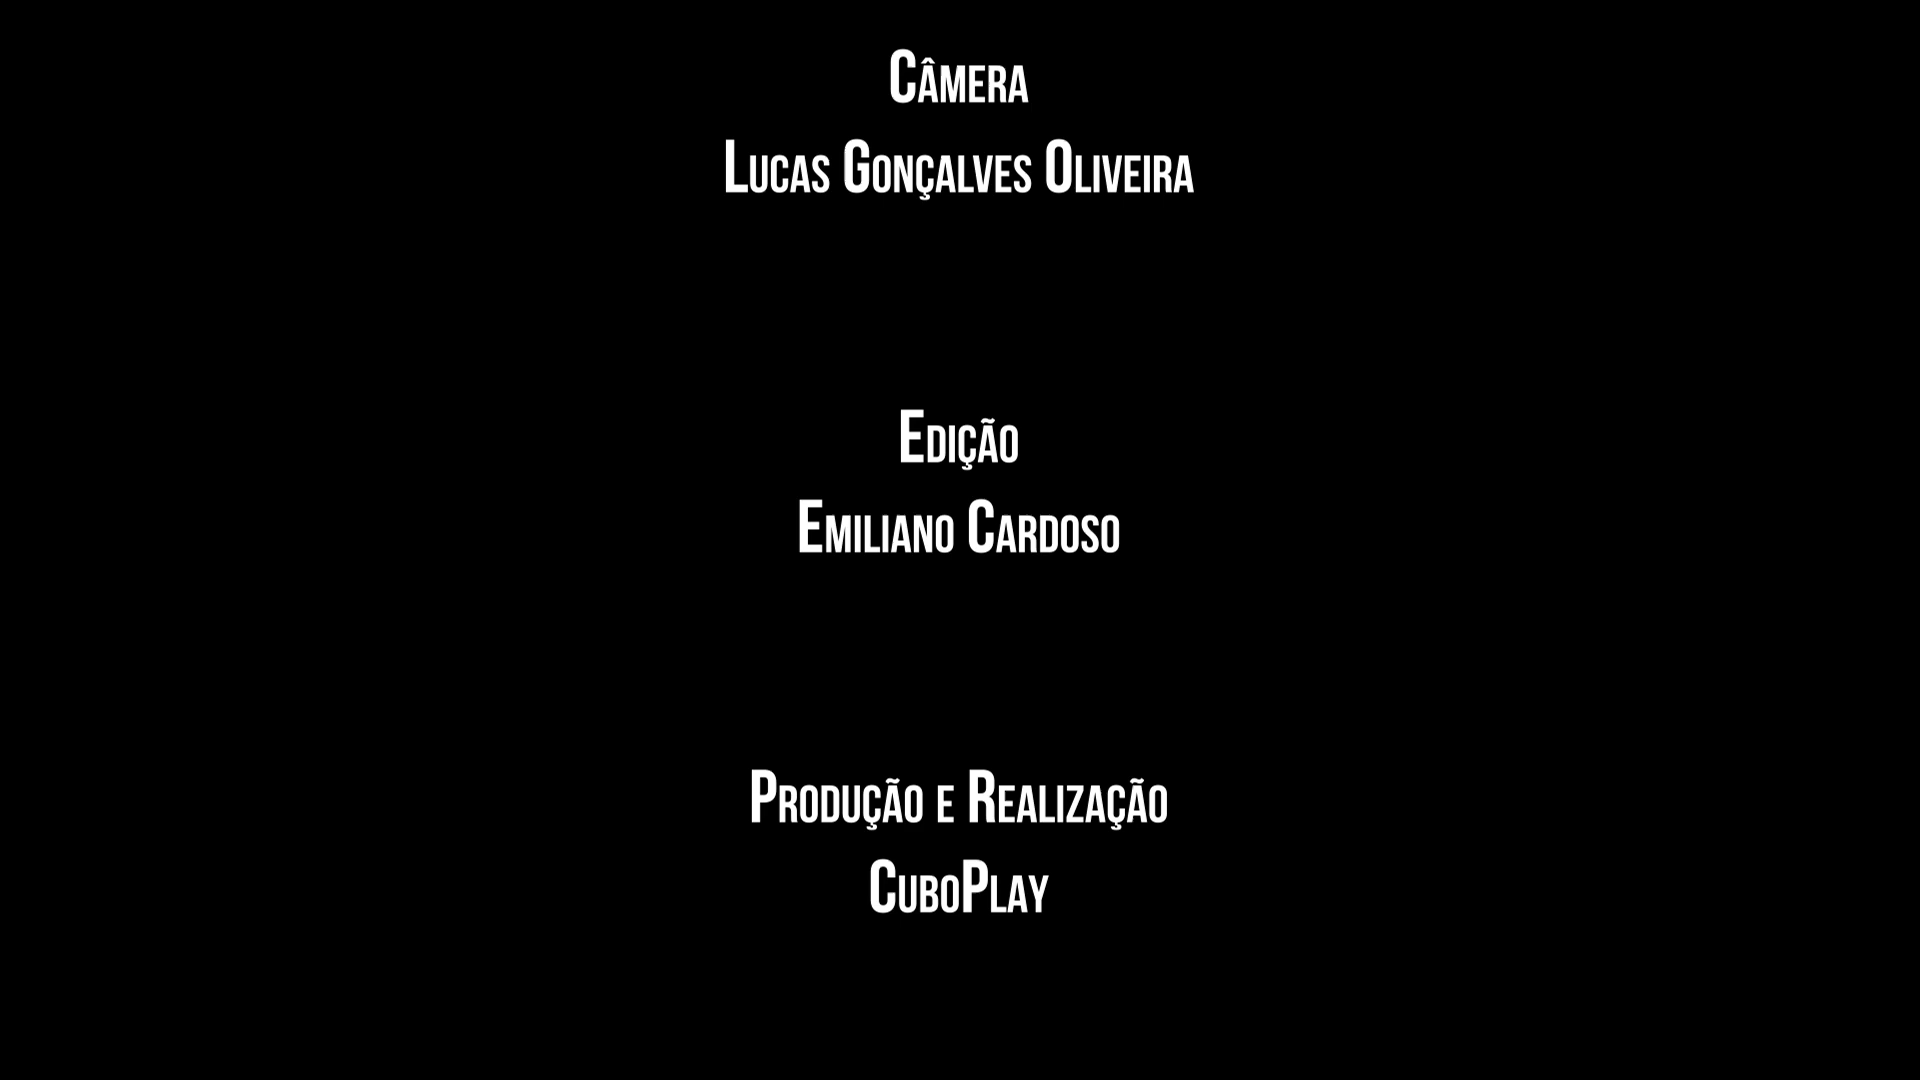 Câmera
Lucas Gonçalves Oliveira
Edição
Emiliano Cardoso
Produção e Realização
CuboPlay